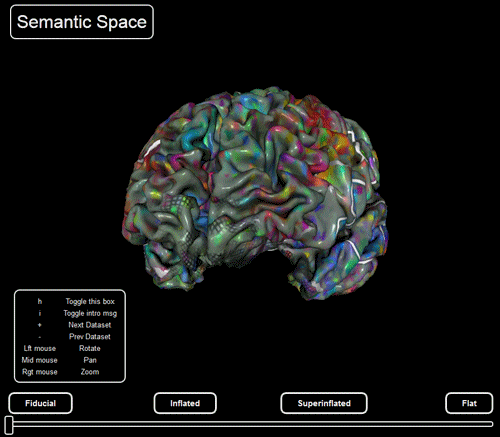 Semantic Space
h Toggle this box
i Toggle intro msg
+ Next Dataset
- Prev Dataset
Lft mouse Rotate
Mid mouse Pan
Rgt mouse Zoom
Fiducial Inflated Superinflated Flat